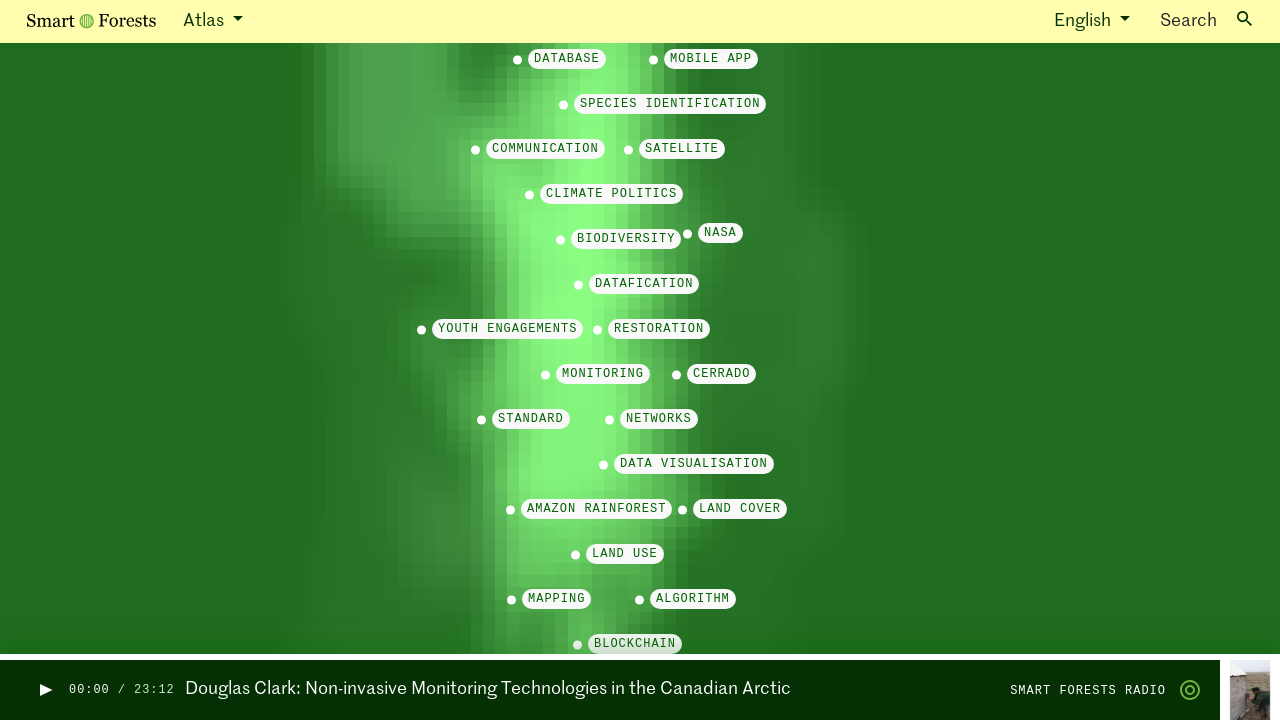 Smart Forests Atlas English Search
DATABASE MOBILE APP
SPECIES IDENTIFICATION
COMMUNICATION SATELLITE
CLIMATE POLITICS
BIODIVERSITY NASA
DATAFICATION
YOUTH ENGAGEMENTS RESTORATION
MONITORING CERRADO
STANDARD NETWORKS
DATA VISUALISATION
AMAZON RAINFOREST LAND COVER
LAND USE
MAPPING ALGORITHM
BLOCKCHAIN
00:00 / 23:12 Douglas Clark: Non-invasive Monitoring Technologies in the Canadian Arctic SMART FORESTS RADIO